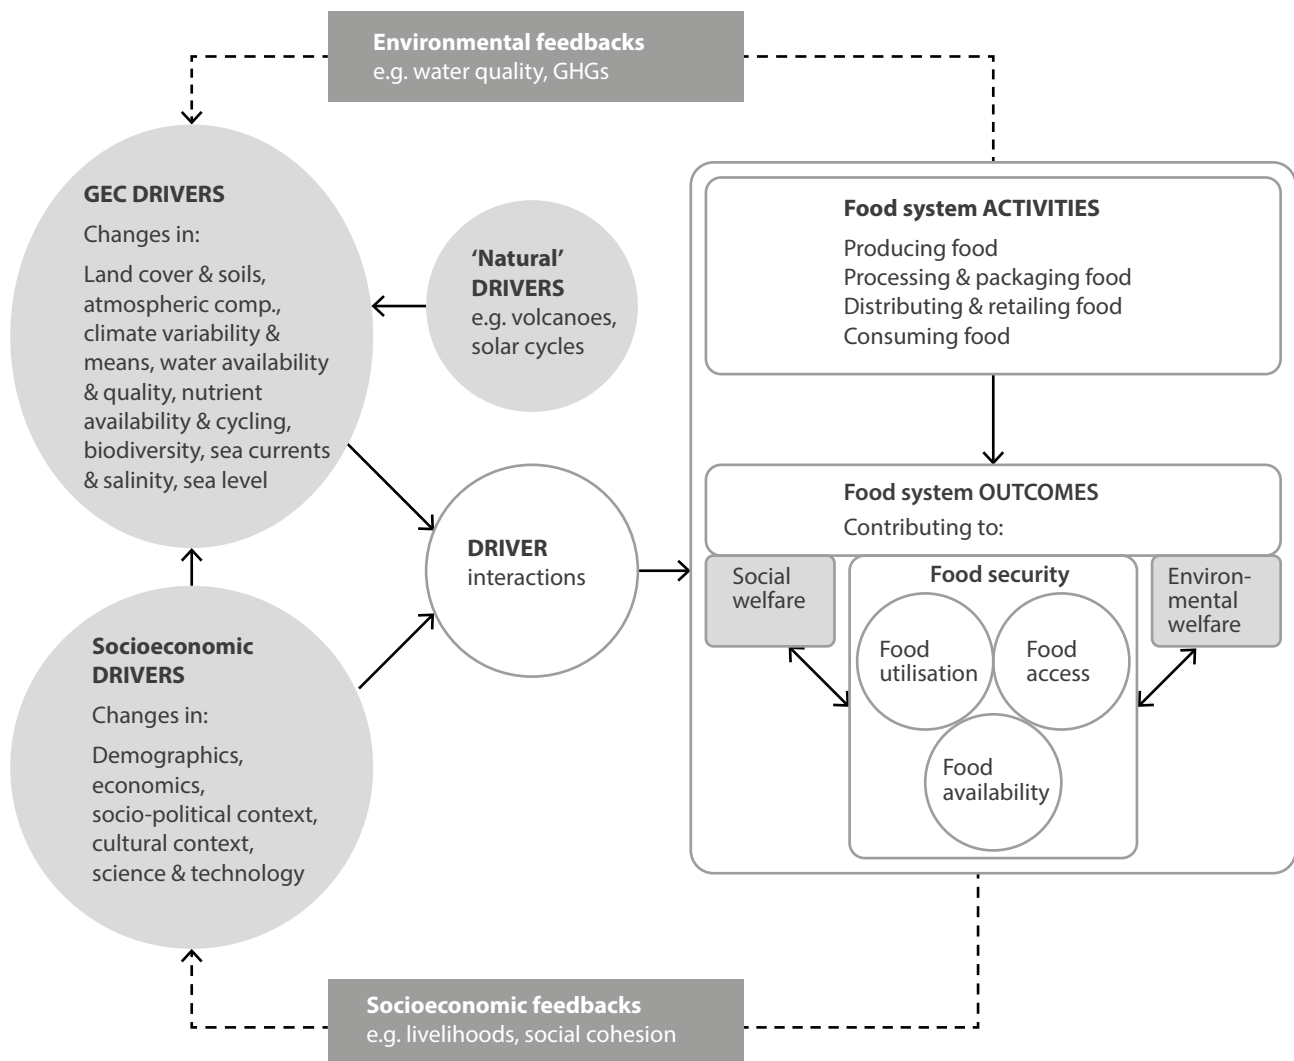 Environmental feedbacks
e.g. water quality, GHGs
GEC DRIVERS
Changes in:
Land cover & soils,
atmospheric comp.,
climate variability &
means, water availability
& quality, nutrient
availability & cycling,
biodiversity, sea currents
& salinity, sea level
‘Natural’
DRIVERS
e.g. volcanoes,
solar cycles
Socioeconomic
DRIVERS
Changes in:
Demographics,
economics,
socio-political context,
cultural context,
science & technology
DRIVER
interactions
Food system ACTIVITIES
Producing food
Processing & packaging food
Distributing & retailing food
Consuming food
Food system OUTCOMES
Contributing to:
Social
welfare
Food security
Food
utilisation
Food
access
Food
availability
Environ-
mental
welfare
Socioeconomic feedbacks
e.g. livelihoods, social cohesion